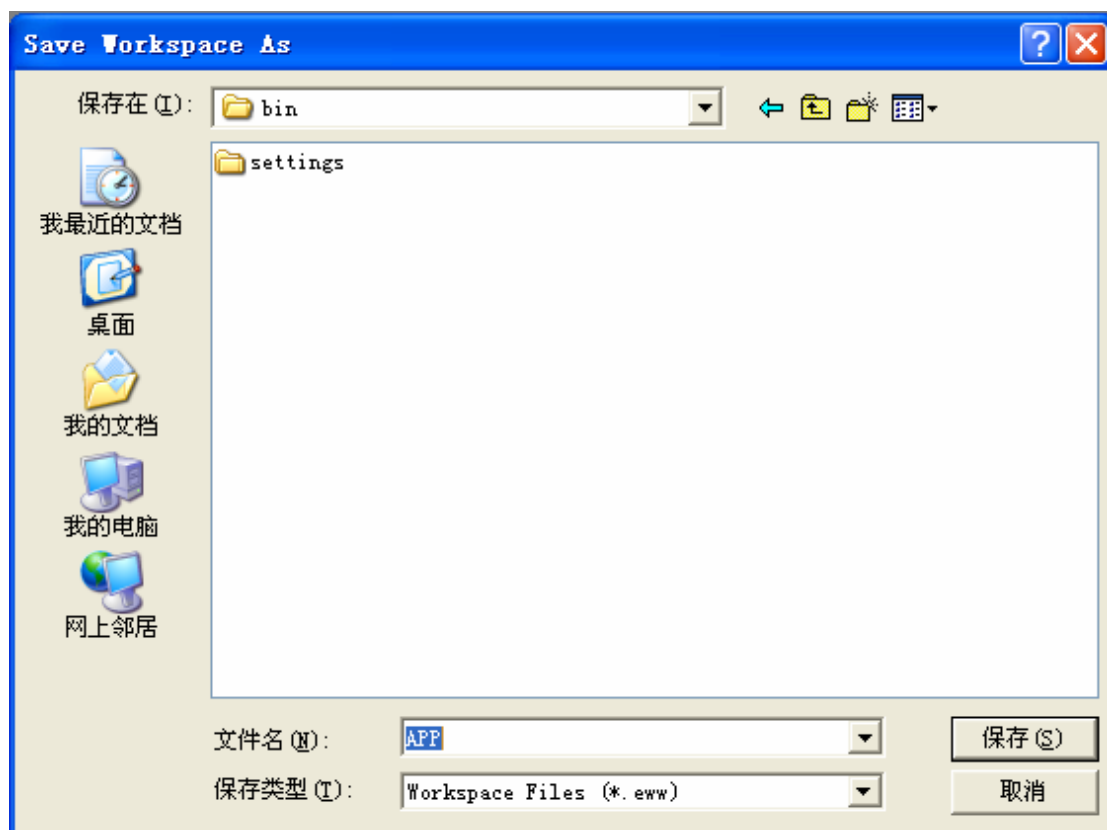 Save Workspace As
保存在(I):
bin
settings
我最近的文档
桌面
我的文档
我的电脑
网上邻居
文件名(N):
APP
保存(S)
保存类型(T):
Workspace Files (*.eww)
取消